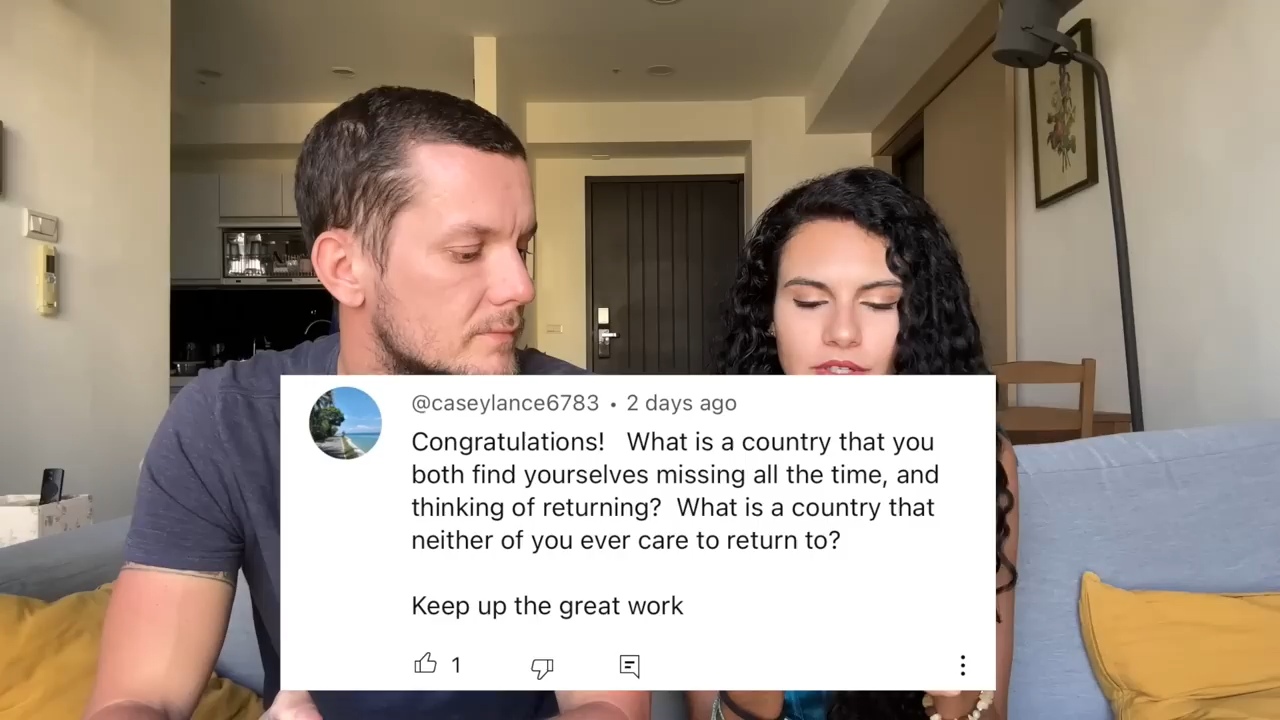 @caseylance6783 • 2 days ago
Congratulations!   What is a country that you
both find yourselves missing all the time, and
thinking of returning?  What is a country that
neither of you ever care to return to?
Keep up the great work
1